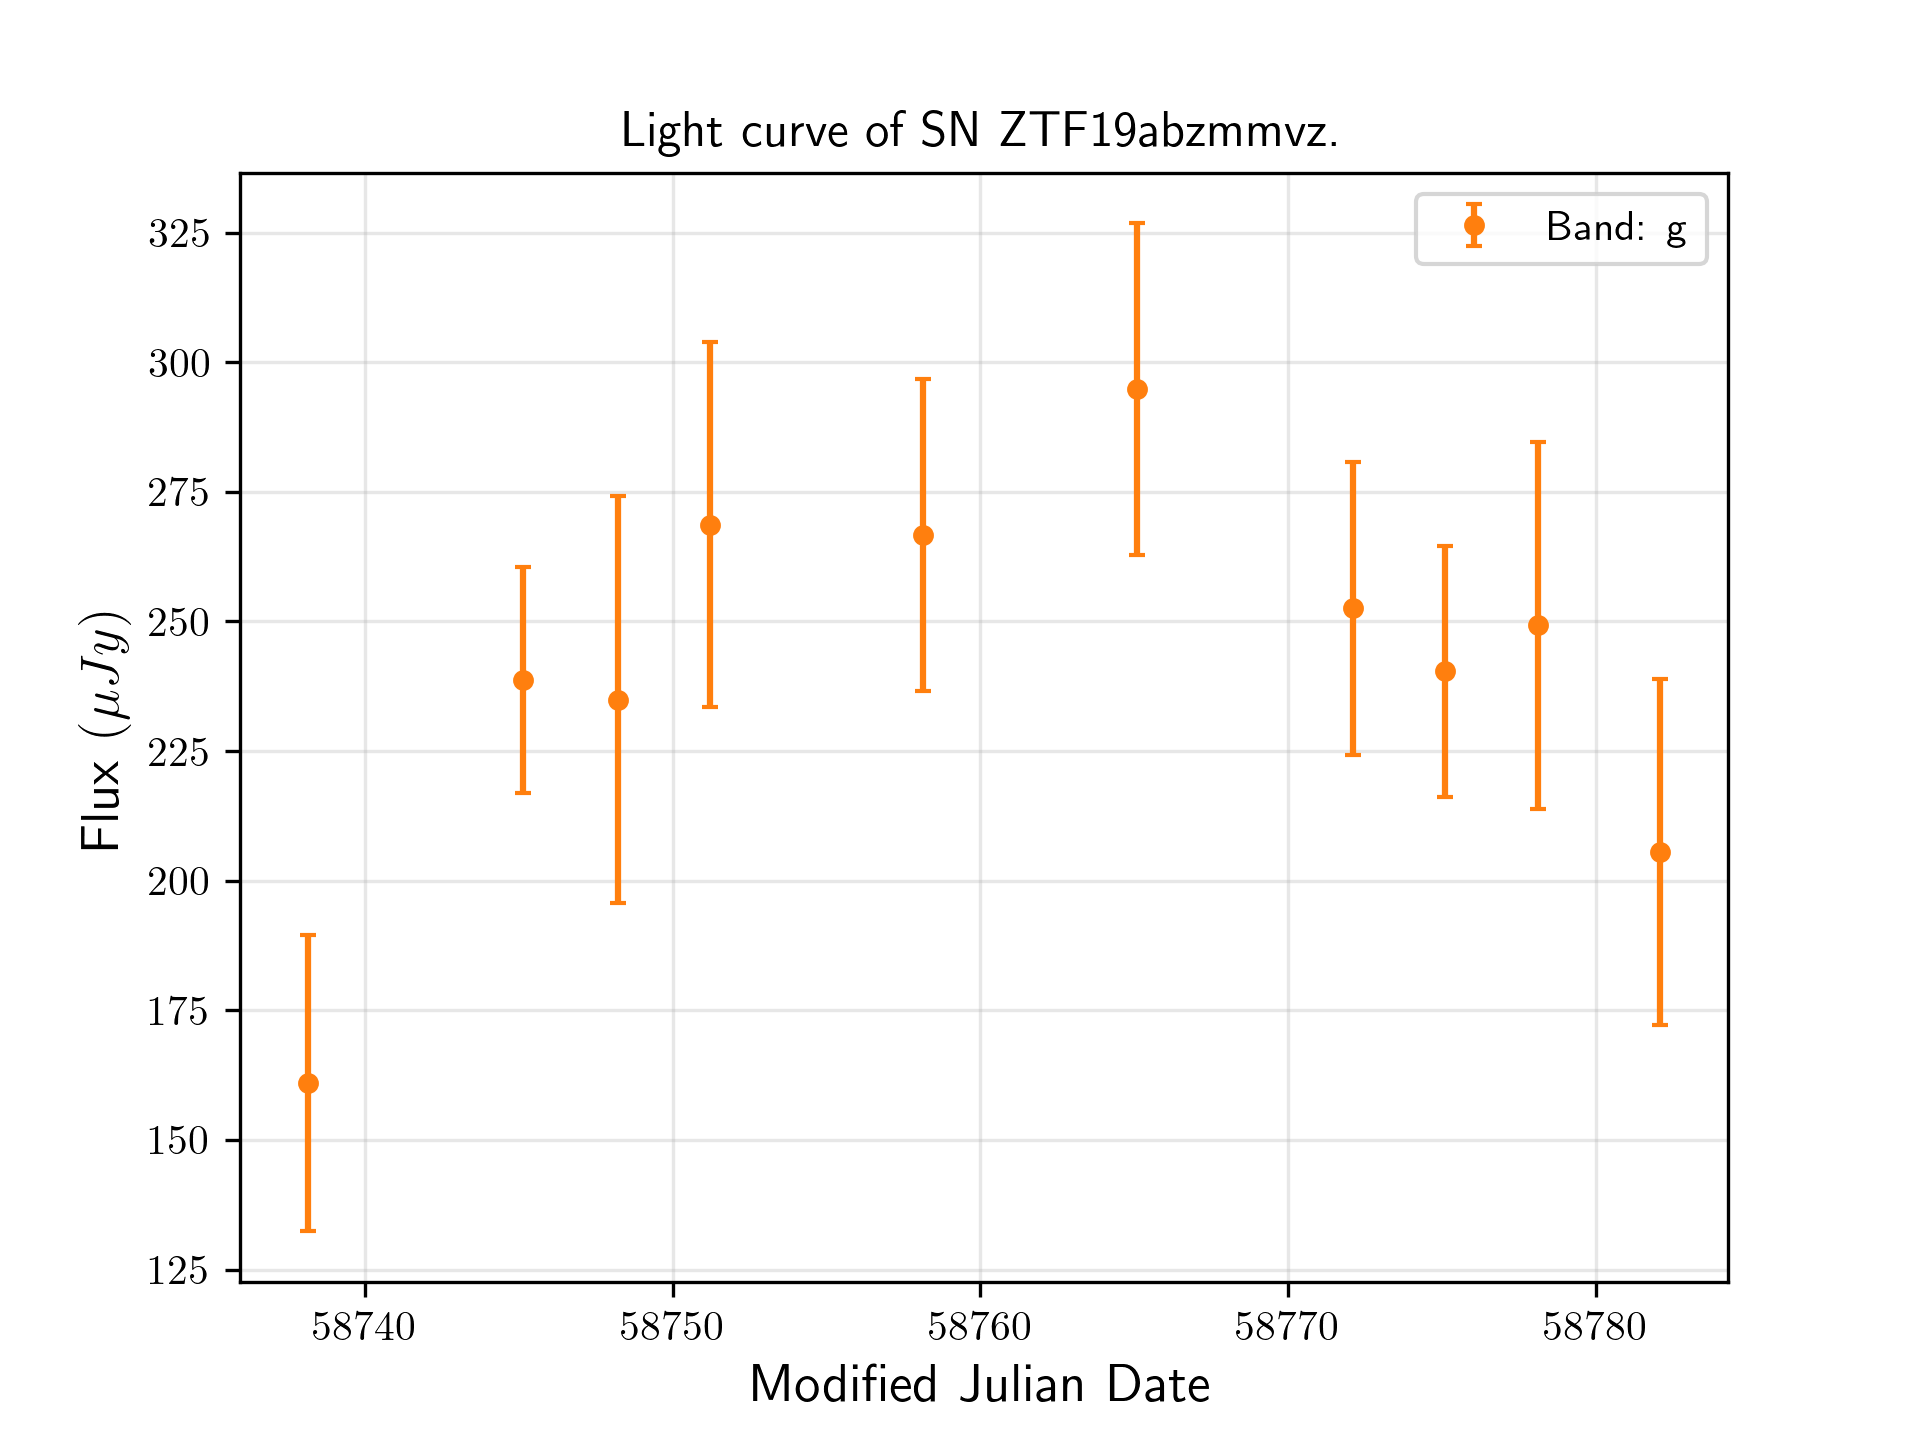 Light curve of SN ZTF19abzmmvz.
Band: g
325
300
275
250
225
200
175
150
125
Flux (μJy)
58740 58750 58760 58770 58780
Modified Julian Date